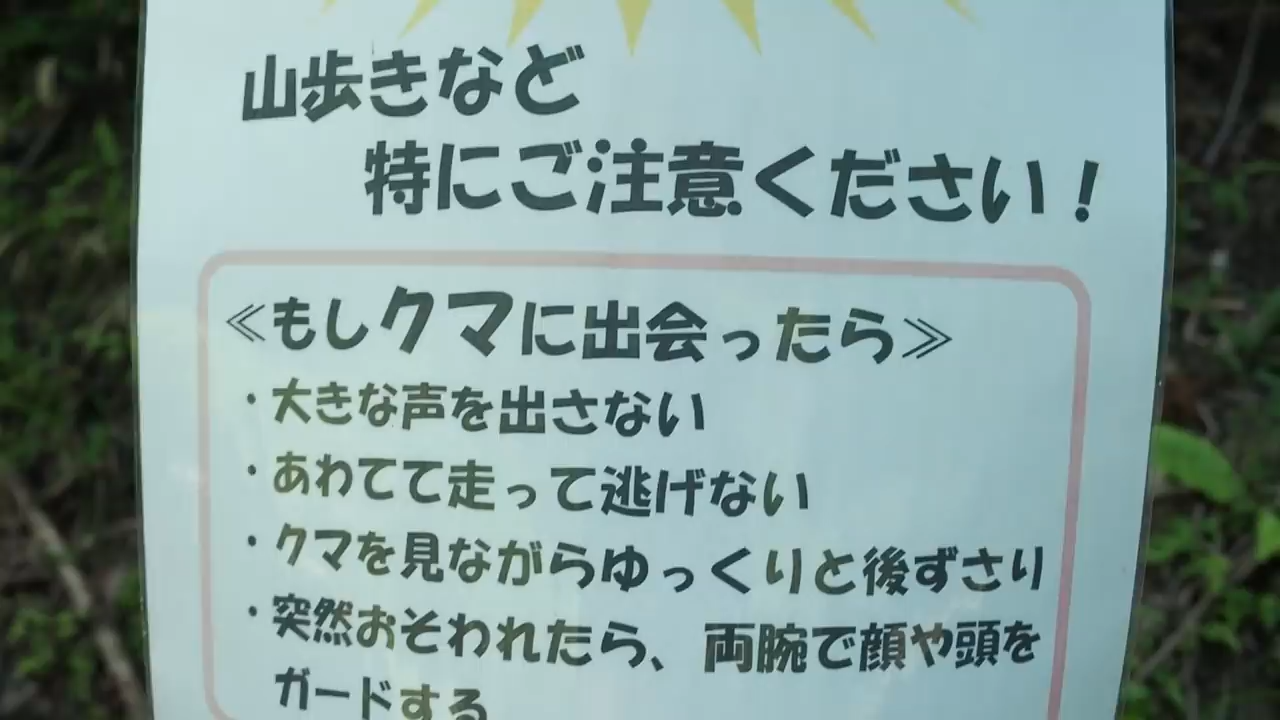 山歩きなど
特にご注意ください！
≪もしクマに出会ったら≫
・大きな声を出さない
・あわてて走って逃げない
・クマを見ながらゆっくりと後ずさり
・突然おそわれたら、両腕で顔や頭を
ガードする